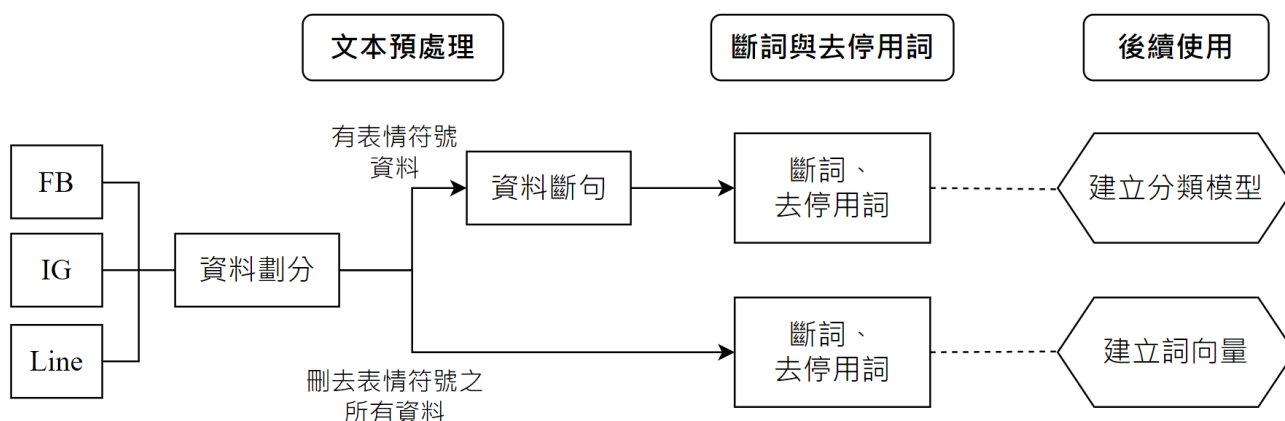 文本預處理
斷詞與去停用詞
後續使用
FB
IG
Line
資料劃分
有表情符號
資料
資料斷句
斷詞、
去停用詞
建立分類模型
刪去表情符號之
所有資料
斷詞、
去停用詞
建立詞向量